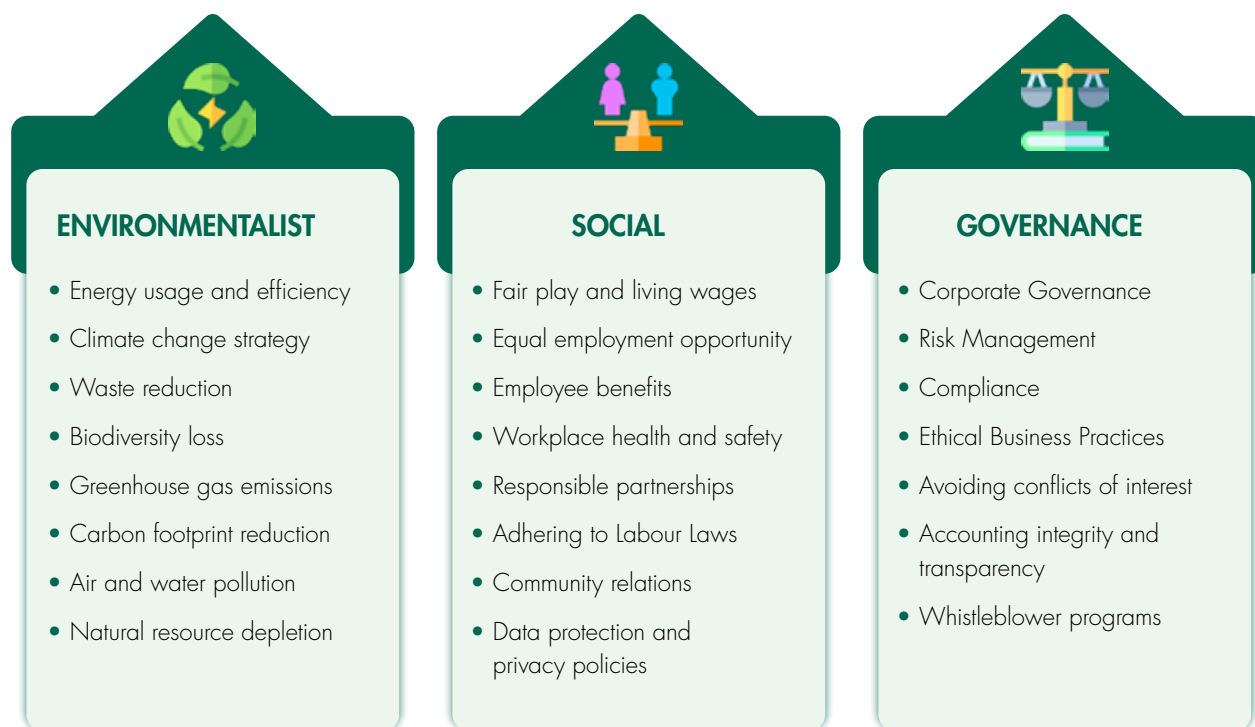 ENVIRONMENTALIST
• Energy usage and efficiency
• Climate change strategy
• Waste reduction
• Biodiversity loss
• Greenhouse gas emissions
• Carbon footprint reduction
• Air and water pollution
• Natural resource depletion
SOCIAL
• Fair play and living wages
• Equal employment opportunity
• Employee benefits
• Workplace health and safety
• Responsible partnerships
• Adhering to Labour Laws
• Community relations
• Data protection and
privacy policies
GOVERNANCE
• Corporate Governance
• Risk Management
• Compliance
• Ethical Business Practices
• Avoiding conflicts of interest
• Accounting integrity and
transparency
• Whistleblower programs